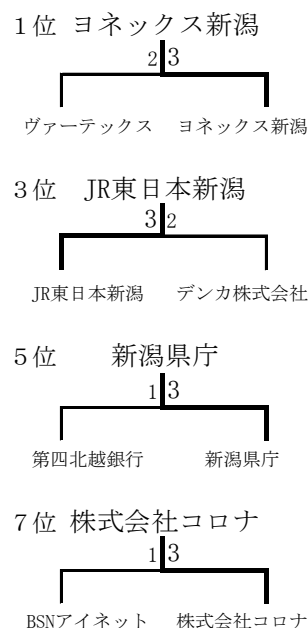 1位 ヨネックス新潟
2 3
ヴァーテックス ヨネックス新潟
3位 JR東日本新潟
3 2
JR東日本新潟 デンカ株式会社
5位 新潟県庁
1 3
第四北越銀行 新潟県庁
7位 株式会社コロナ
1 3
BSNアイネット 株式会社コロナ